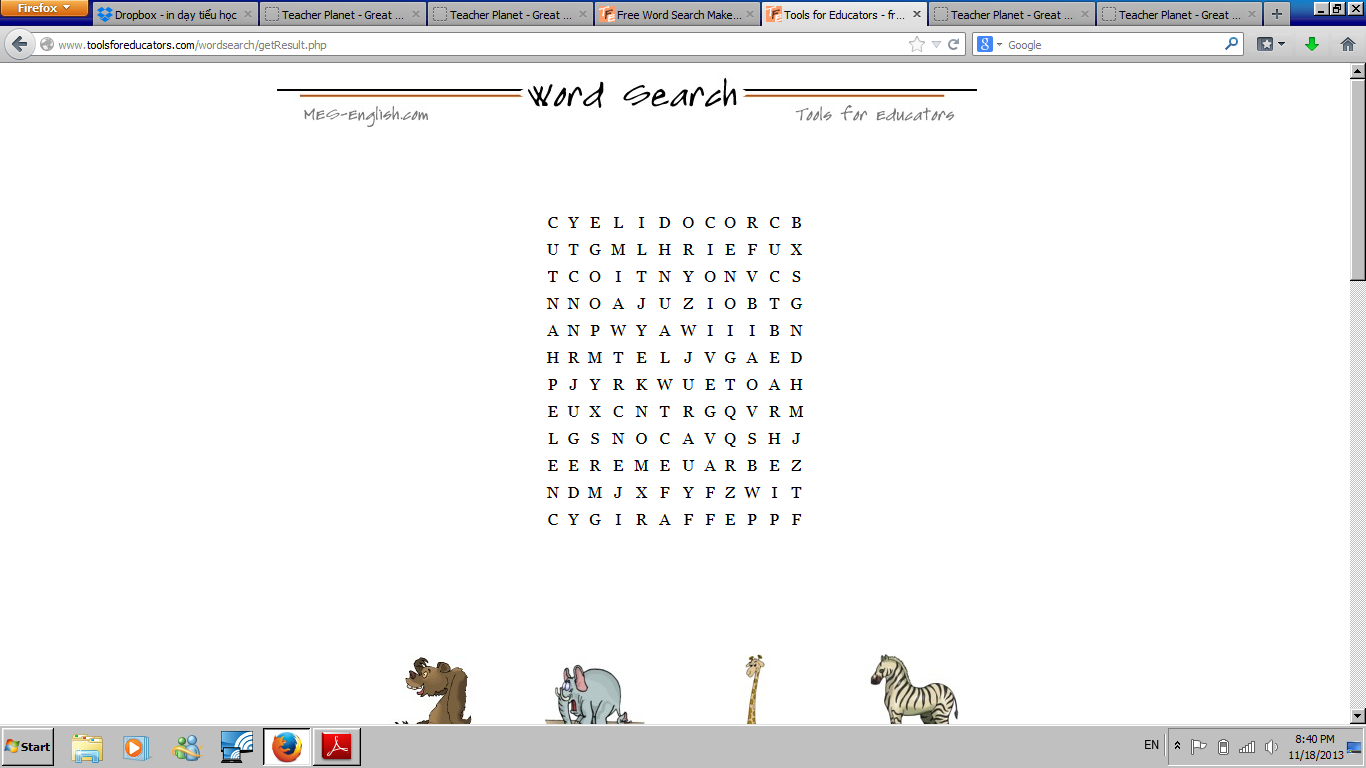 Firefox
Dropbox - in dạy tiểu học
Teacher Planet - Great ...
Teacher Planet - Great ...
Free Word Search Make...
Tools for Educators - fr...
Teacher Planet - Great ...
Teacher Planet - Great ...
www.toolsforeducators.com/wordsearch/getResult.php
Google
Word Search
MES-English.com
Tools for Educators
C Y E L I D O C O R C B
U T G M L H R I E F U X
T C O I T N Y O N V C S
N N O A J U Z I O B T G
A N P W Y A W I I I B N
H R M T E L J V G A E D
P J Y R K W U E T O A H
E U X C N T R G Q V R M
L G S N O C A V Q S H J
E E R E M E U A R B E Z
N D M J X F Y F Z W I T
C Y G I R A F F E P P F
Start
EN
8:40 PM
11/18/2013